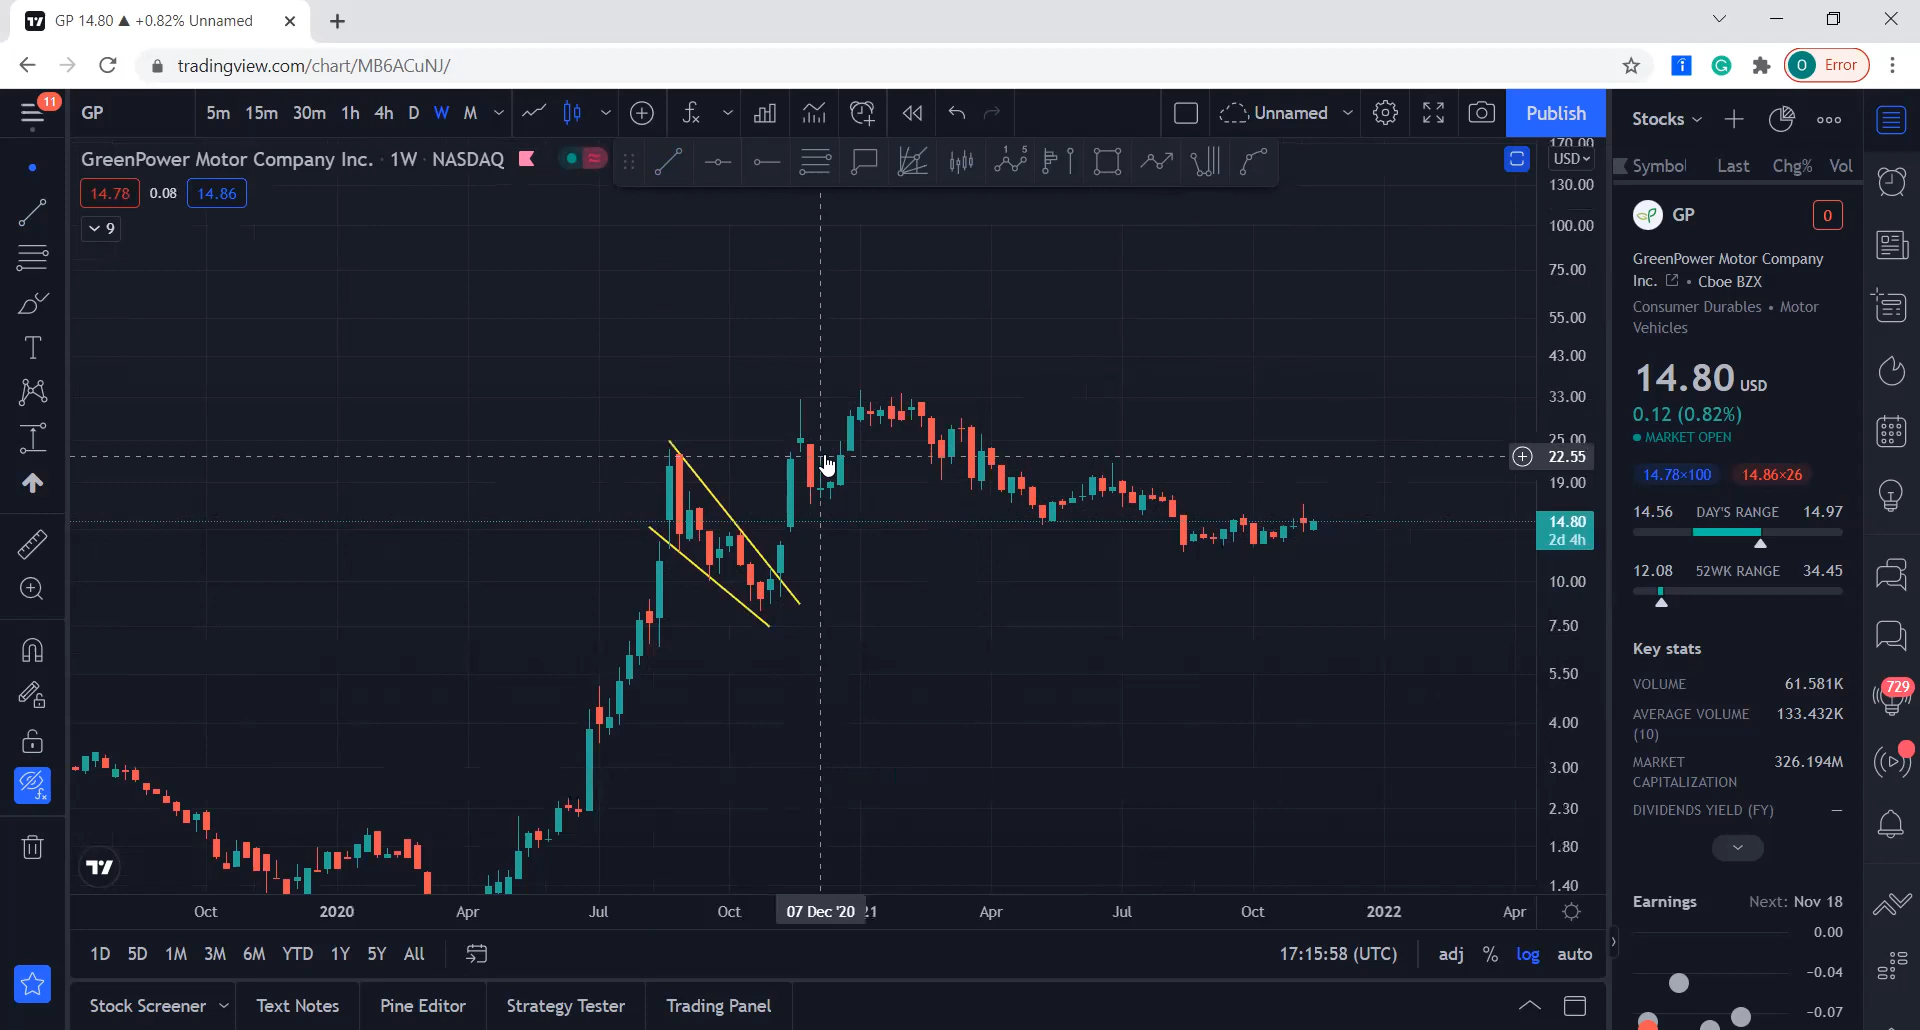 GP 14.80 ▲ +0.82% Unnamed
tradingview.com/chart/MB6ACuNJ/
O Error
11
GP 5m 15m 30m 1h 4h D W M
Unnamed
Publish
Stocks
GreenPower Motor Company Inc. · 1W · NASDAQ
14.78 0.08 14.86
9
USD
170.00
130.00
100.00
75.00
55.00
43.00
33.00
25.00
22.55
19.00
14.80
2d 4h
10.00
7.50
5.50
4.00
3.00
2.30
1.80
1.40
Oct 2020 Apr Jul Oct 07 Dec '20 21 Apr Jul Oct 2022 Apr
1D 5D 1M 3M 6M YTD 1Y 5Y All
17:15:58 (UTC) adj % log auto
Stock Screener Text Notes Pine Editor Strategy Tester Trading Panel
Symbol Last Chg% Vol
GP 0
GreenPower Motor Company
Inc. • Cboe BZX
Consumer Durables • Motor
Vehicles
14.80 USD
0.12 (0.82%)
MARKET OPEN
14.78×100 14.86×26
14.56 DAY'S RANGE 14.97
12.08 52WK RANGE 34.45
Key stats
VOLUME 61.581K
AVERAGE VOLUME 133.432K
(10)
MARKET 326.194M
CAPITALIZATION
DIVIDENDS YIELD (FY) —
Earnings Next: Nov 18
0.00
-0.04
-0.07
729